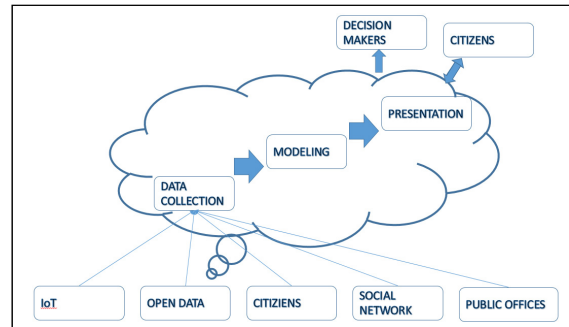 DECISION
MAKERS
CITIZENS
PRESENTATION
MODELING
DATA
COLLECTION
IoT
OPEN DATA
CITIZIENS
SOCIAL
NETWORK
PUBLIC OFFICES